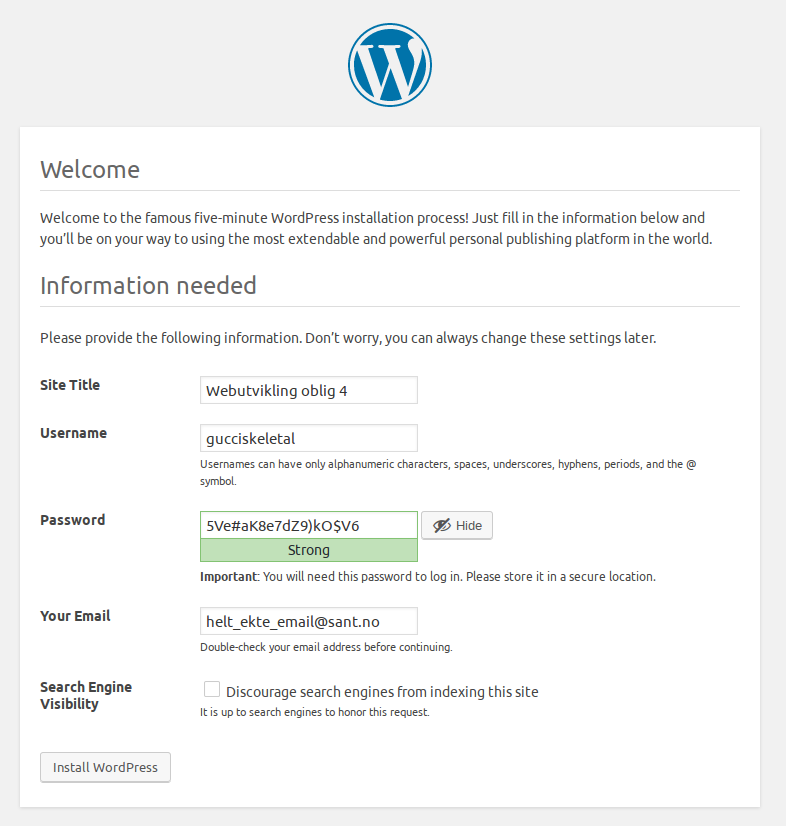 Welcome
Welcome to the famous five-minute WordPress installation process! Just fill in the information below and
you'll be on your way to using the most extendable and powerful personal publishing platform in the world.
Information needed
Please provide the following information. Don't worry, you can always change these settings later.
Site Title
Webutvikling oblig 4
Username
gucciskeletal
Usernames can have only alphanumeric characters, spaces, underscores, hyphens, periods, and the @
symbol.
Password
5Ve#aK8e7dZ9)kO$V6
Hide
Strong
Important: You will need this password to log in. Please store it in a secure location.
Your Email
helt_ekte_email@sant.no
Double-check your email address before continuing.
Search Engine
Visibility
Discourage search engines from indexing this site
It is up to search engines to honor this request.
Install WordPress